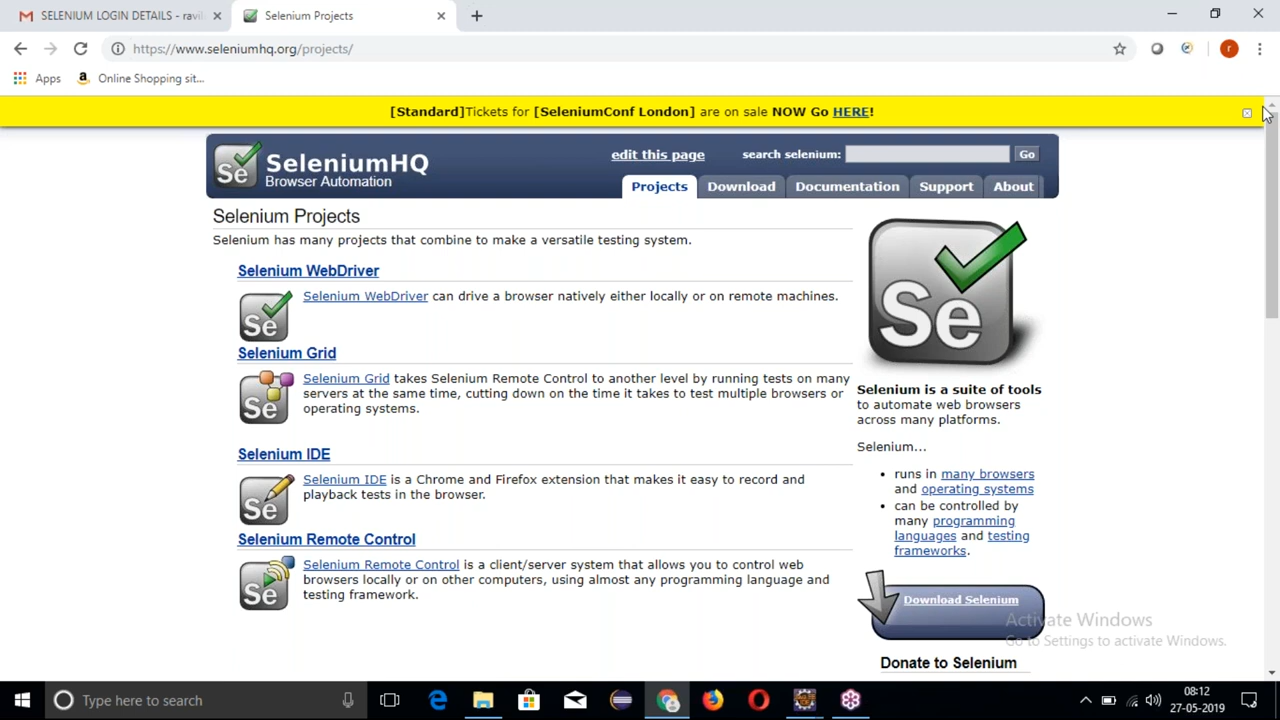 SELENIUM LOGIN DETAILS - ravil
Selenium Projects
https://www.seleniumhq.org/projects/
r
Apps
Online Shopping sit...
[Standard]Tickets for [SeleniumConf London] are on sale NOW Go HERE!
Se
SeleniumHQ
Browser Automation
edit this page
search selenium:
Go
Projects
Download
Documentation
Support
About
Selenium Projects
Selenium has many projects that combine to make a versatile testing system.
Selenium WebDriver
Se
Selenium WebDriver can drive a browser natively either locally or on remote machines.
Selenium Grid
Se
Selenium Grid takes Selenium Remote Control to another level by running tests on many
servers at the same time, cutting down on the time it takes to test multiple browsers or
operating systems.
Selenium IDE
Se
Selenium IDE is a Chrome and Firefox extension that makes it easy to record and
playback tests in the browser.
Selenium Remote Control
Se
Selenium Remote Control is a client/server system that allows you to control web
browsers locally or on other computers, using almost any programming language and
testing framework.
Se
Selenium is a suite of tools
to automate web browsers
across many platforms.
Selenium...
runs in many browsers
and operating systems
can be controlled by
many programming
languages and testing
frameworks.
Download Selenium
Donate to Selenium
Activate Windows
Go to Settings to activate Windows.
Type here to search
08:12
27-05-2019